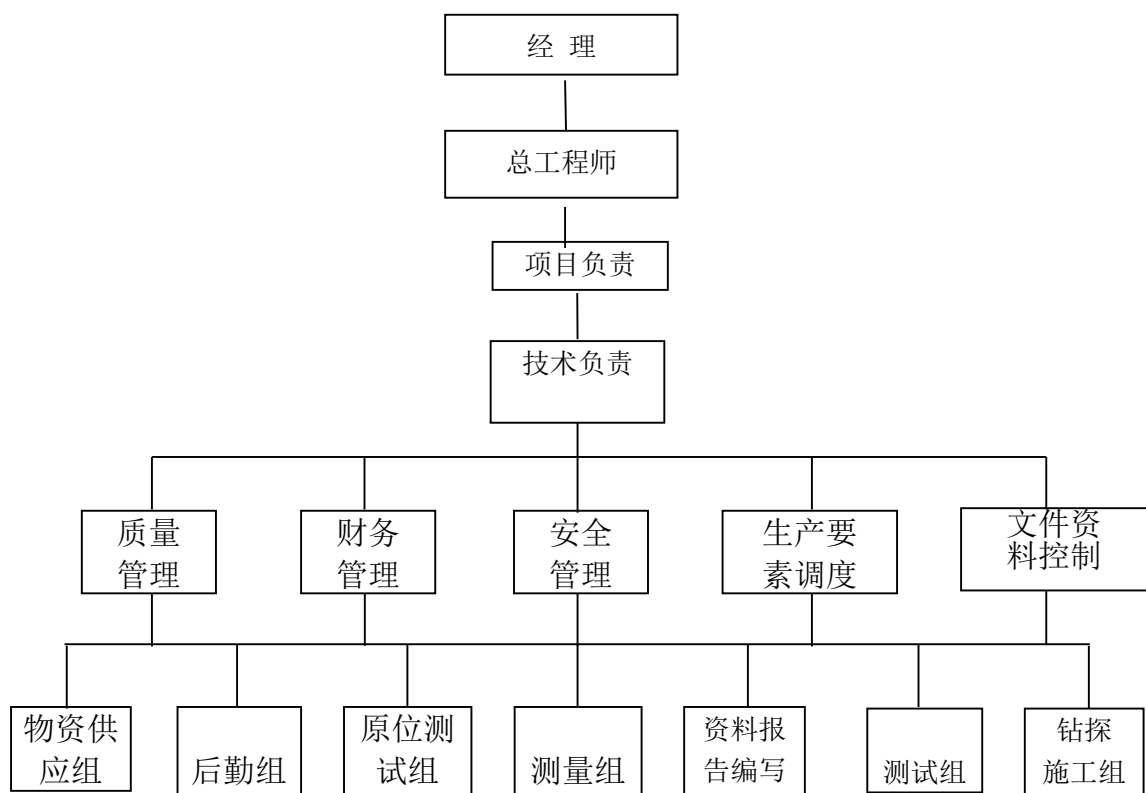 经 理
总工程师
项目负责
技术负责
质量
管理
财务
管理
安全
管理
生产要
素调度
文件资
料控制
物资供
应组
后勤组
原位测
试组
测量组
资料报
告编写
测试组
钻探
施工组